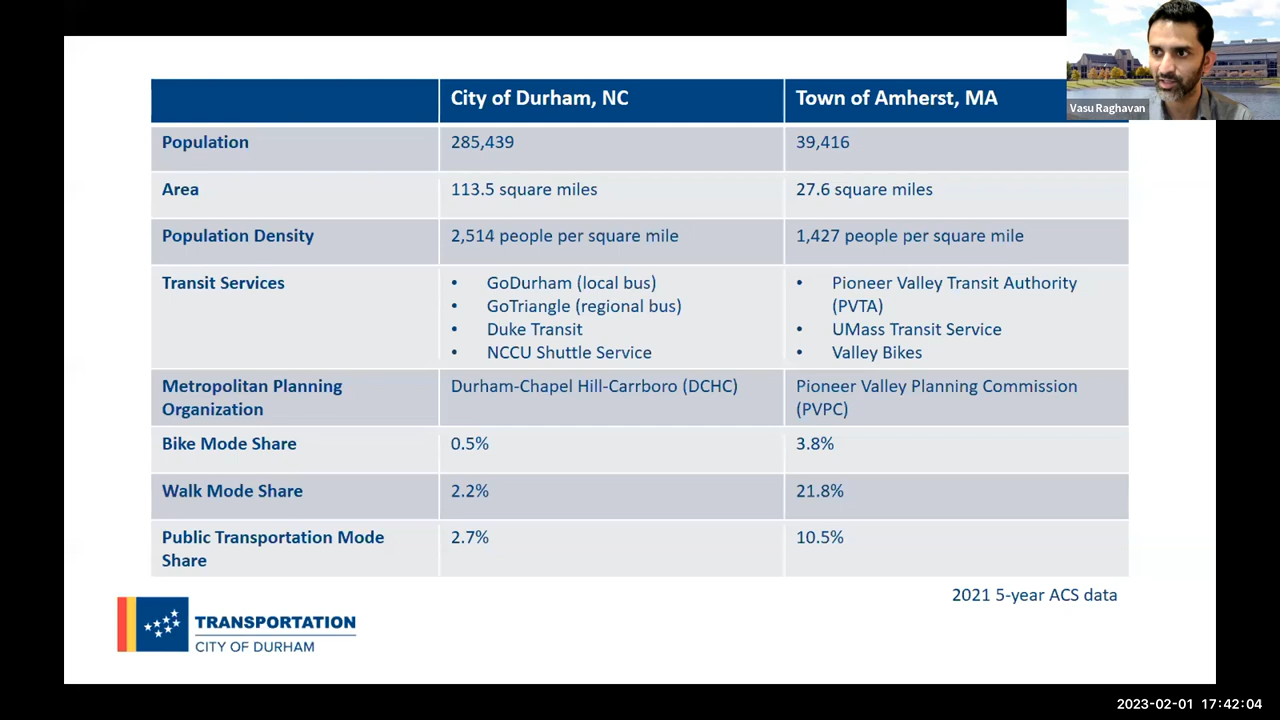 City of Durham, NC
Town of Amherst, MA
Vasu Raghavan
Population
285,439
39,416
Area
113.5 square miles
27.6 square miles
Population Density
2,514 people per square mile
1,427 people per square mile
Transit Services
• GoDurham (local bus)
• GoTriangle (regional bus)
• Duke Transit
• NCCU Shuttle Service
• Pioneer Valley Transit Authority
(PVTA)
• UMass Transit Service
• Valley Bikes
Metropolitan Planning
Organization
Durham-Chapel Hill-Carrboro (DCHC)
Pioneer Valley Planning Commission
(PVPC)
Bike Mode Share
0.5%
3.8%
Walk Mode Share
2.2%
21.8%
Public Transportation Mode
Share
2.7%
10.5%
2021 5-year ACS data
TRANSPORTATION
CITY OF DURHAM
2023-02-01 17:42:04